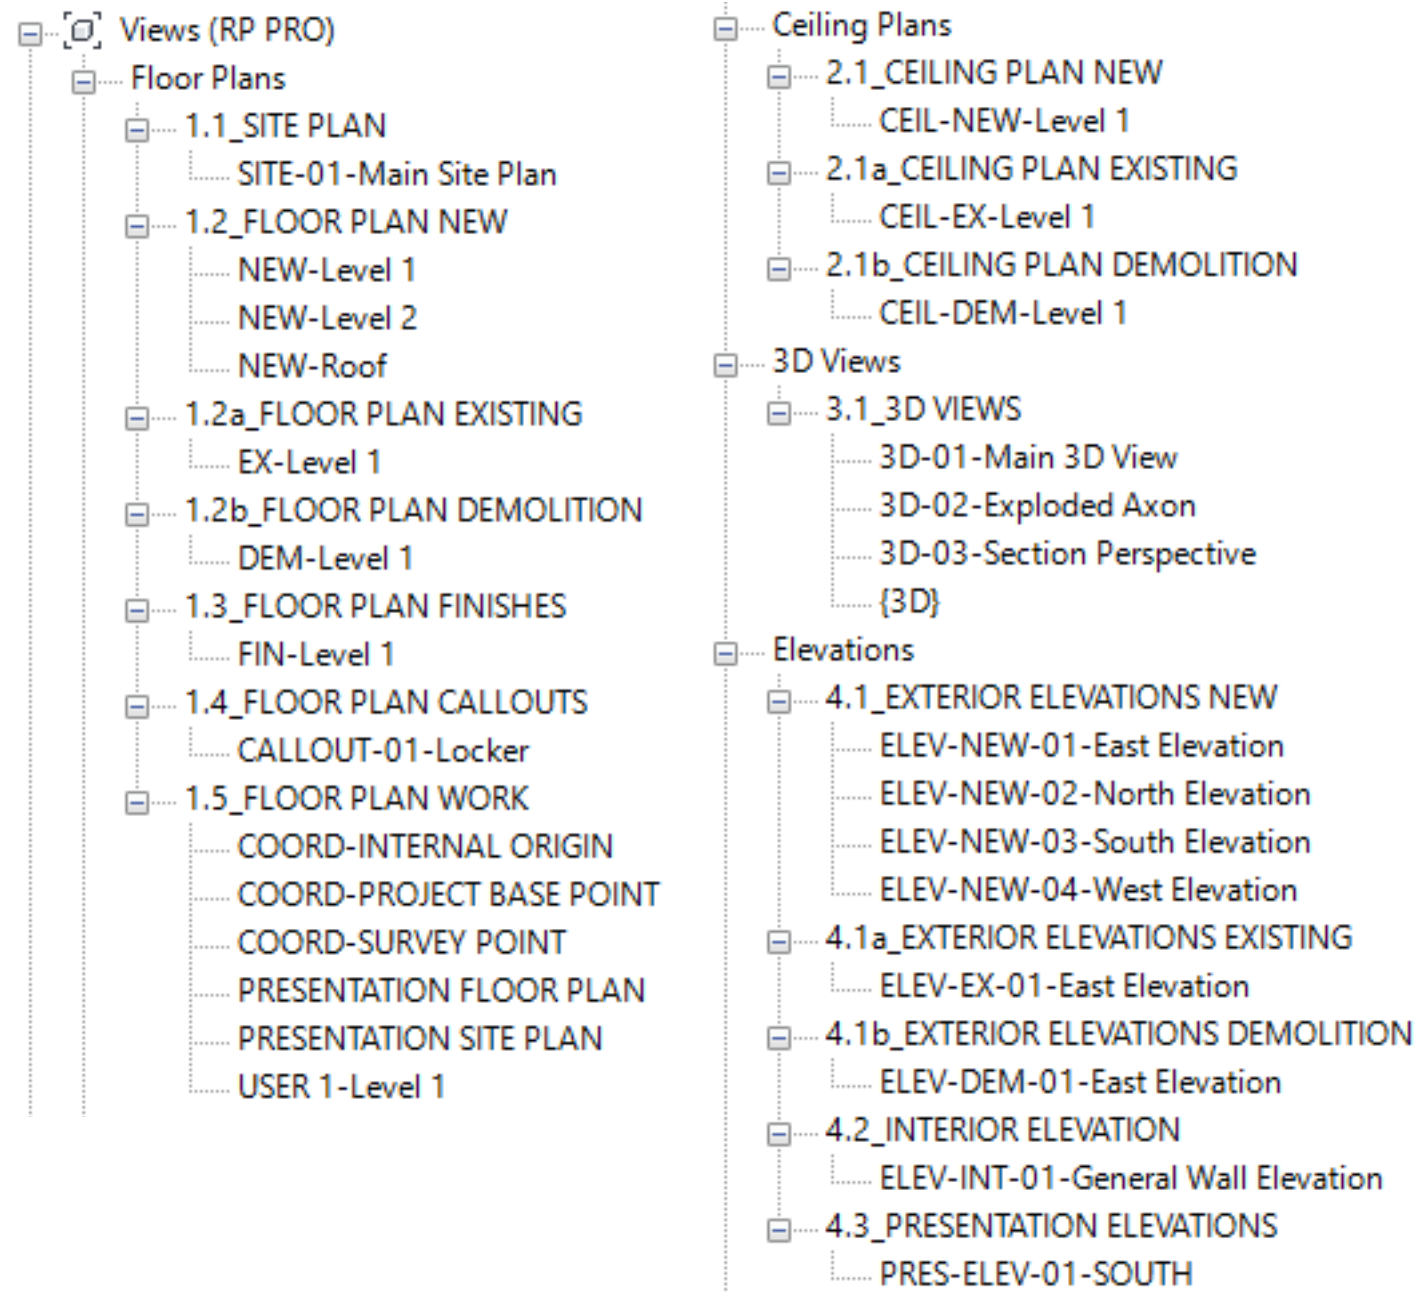 Views (RP PRO)
Floor Plans
1.1_SITE PLAN
SITE-01-Main Site Plan
1.2_FLOOR PLAN NEW
NEW-Level 1
NEW-Level 2
NEW-Roof
1.2a_FLOOR PLAN EXISTING
EX-Level 1
1.2b_FLOOR PLAN DEMOLITION
DEM-Level 1
1.3_FLOOR PLAN FINISHES
FIN-Level 1
1.4_FLOOR PLAN CALLOUTS
CALLOUT-01-Locker
1.5_FLOOR PLAN WORK
COORD-INTERNAL ORIGIN
COORD-PROJECT BASE POINT
COORD-SURVEY POINT
PRESENTATION FLOOR PLAN
PRESENTATION SITE PLAN
USER 1-Level 1
Ceiling Plans
2.1_CEILING PLAN NEW
CEIL-NEW-Level 1
2.1a_CEILING PLAN EXISTING
CEIL-EX-Level 1
2.1b_CEILING PLAN DEMOLITION
CEIL-DEM-Level 1
3D Views
3.1_3D VIEWS
3D-01-Main 3D View
3D-02-Exploded Axon
3D-03-Section Perspective
{3D}
Elevations
4.1_EXTERIOR ELEVATIONS NEW
ELEV-NEW-01-East Elevation
ELEV-NEW-02-North Elevation
ELEV-NEW-03-South Elevation
ELEV-NEW-04-West Elevation
4.1a_EXTERIOR ELEVATIONS EXISTING
ELEV-EX-01-East Elevation
4.1b_EXTERIOR ELEVATIONS DEMOLITION
ELEV-DEM-01-East Elevation
4.2_INTERIOR ELEVATION
ELEV-INT-01-General Wall Elevation
4.3_PRESENTATION ELEVATIONS
PRES-ELEV-01-SOUTH